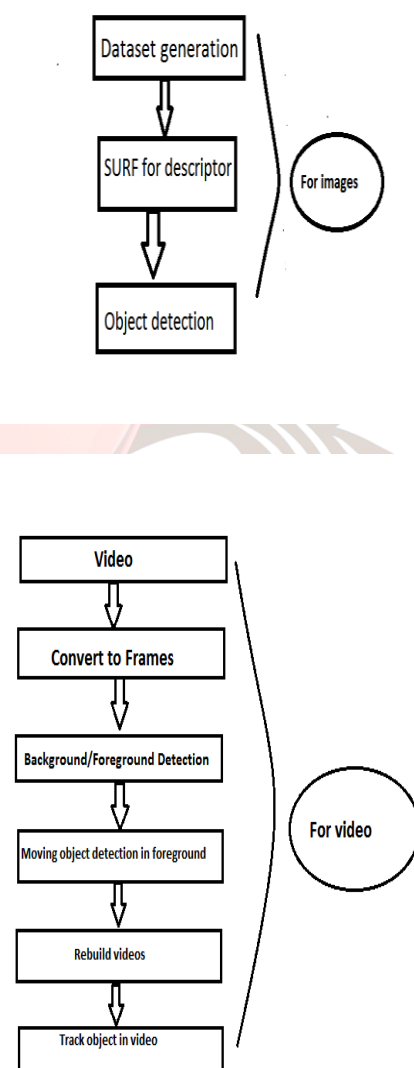 Dataset generation
SURF for descriptor
For images
Object detection
Video
Convert to Frames
Background/Foreground Detection
For video
Moving object detection in foreground
Rebuild videos
Track object in video